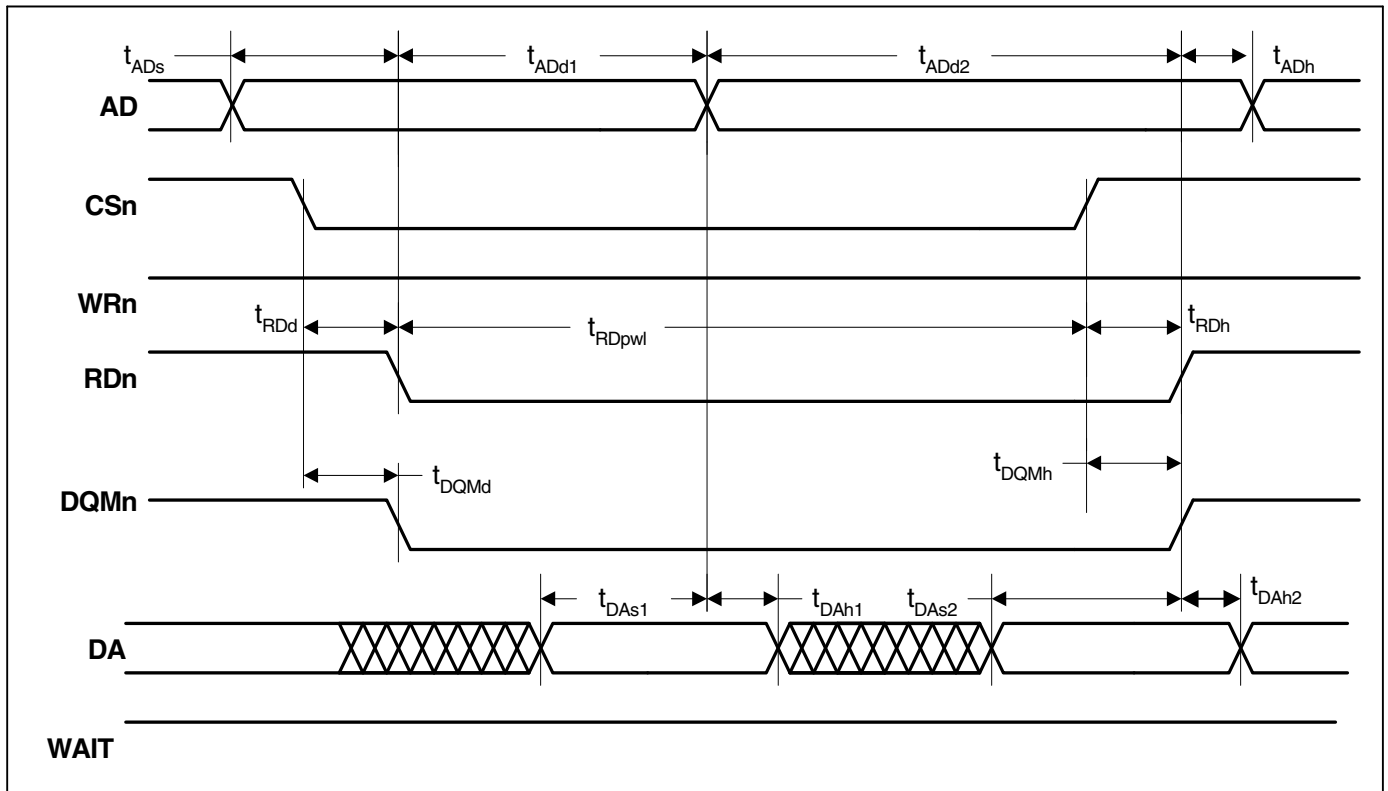 tADs tADd1 tADd2 tADh
AD
CSn
WRn
tRDd tRDpwl tRDh
RDn
tDQMd tDQMh
DQMn
tDAs1 tDAh1 tDAs2 tDAh2
DA
WAIT